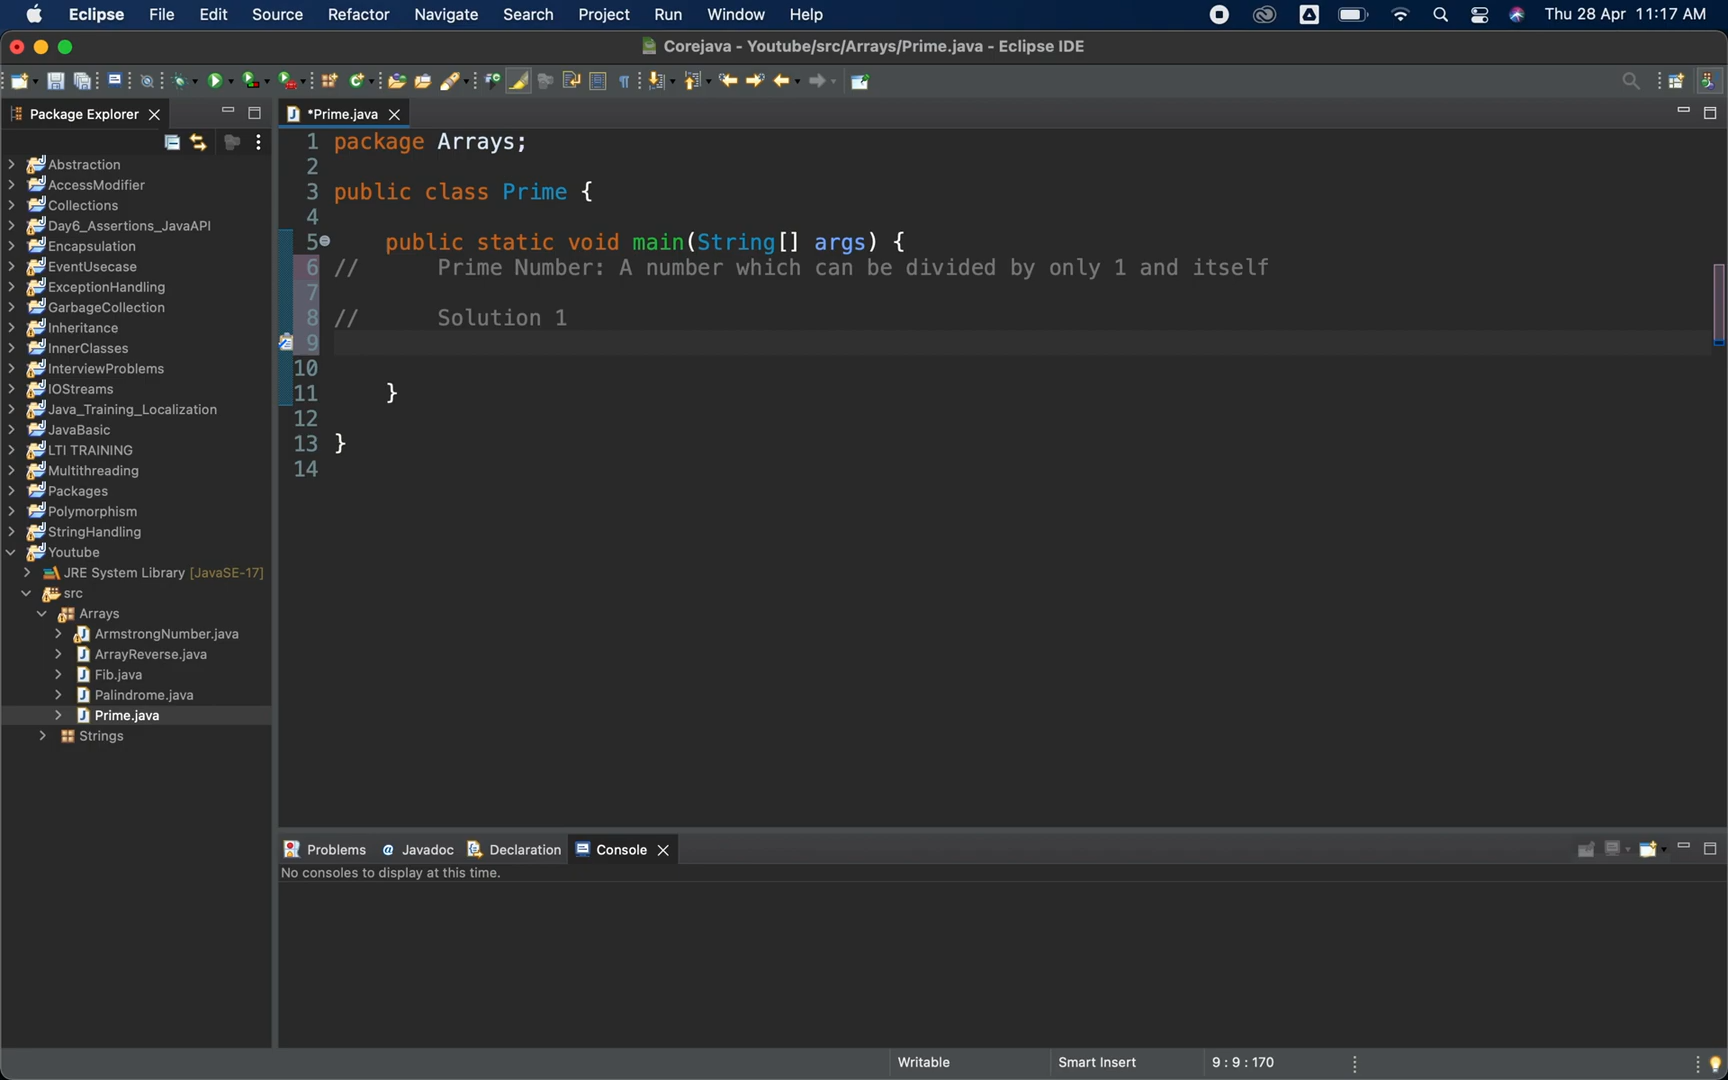 Eclipse File Edit Source Refactor Navigate Search Project Run Window Help Thu 28 Apr 11:17 AM
Corejava - Youtube/src/Arrays/Prime.java - Eclipse IDE
Package Explorer
Abstraction
AccessModifier
Collections
Day6_Assertions_JavaAPI
Encapsulation
EventUsecase
ExceptionHandling
GarbageCollection
Inheritance
InnerClasses
InterviewProblems
IOStreams
Java_Training_Localization
JavaBasic
LTI TRAINING
Multithreading
Packages
Polymorphism
StringHandling
Youtube
JRE System Library [JavaSE-17]
src
Arrays
ArmstrongNumber.java
ArrayReverse.java
Fib.java
Palindrome.java
Prime.java
Strings
*Prime.java
1 package Arrays;
2
3 public class Prime {
4
5 public static void main(String[] args) {
6 // Prime Number: A number which can be divided by only 1 and itself
7
8 // Solution 1
9
10
11 }
12
13 }
14
Problems @ Javadoc Declaration Console
No consoles to display at this time.
Writable Smart Insert 9 : 9 : 170